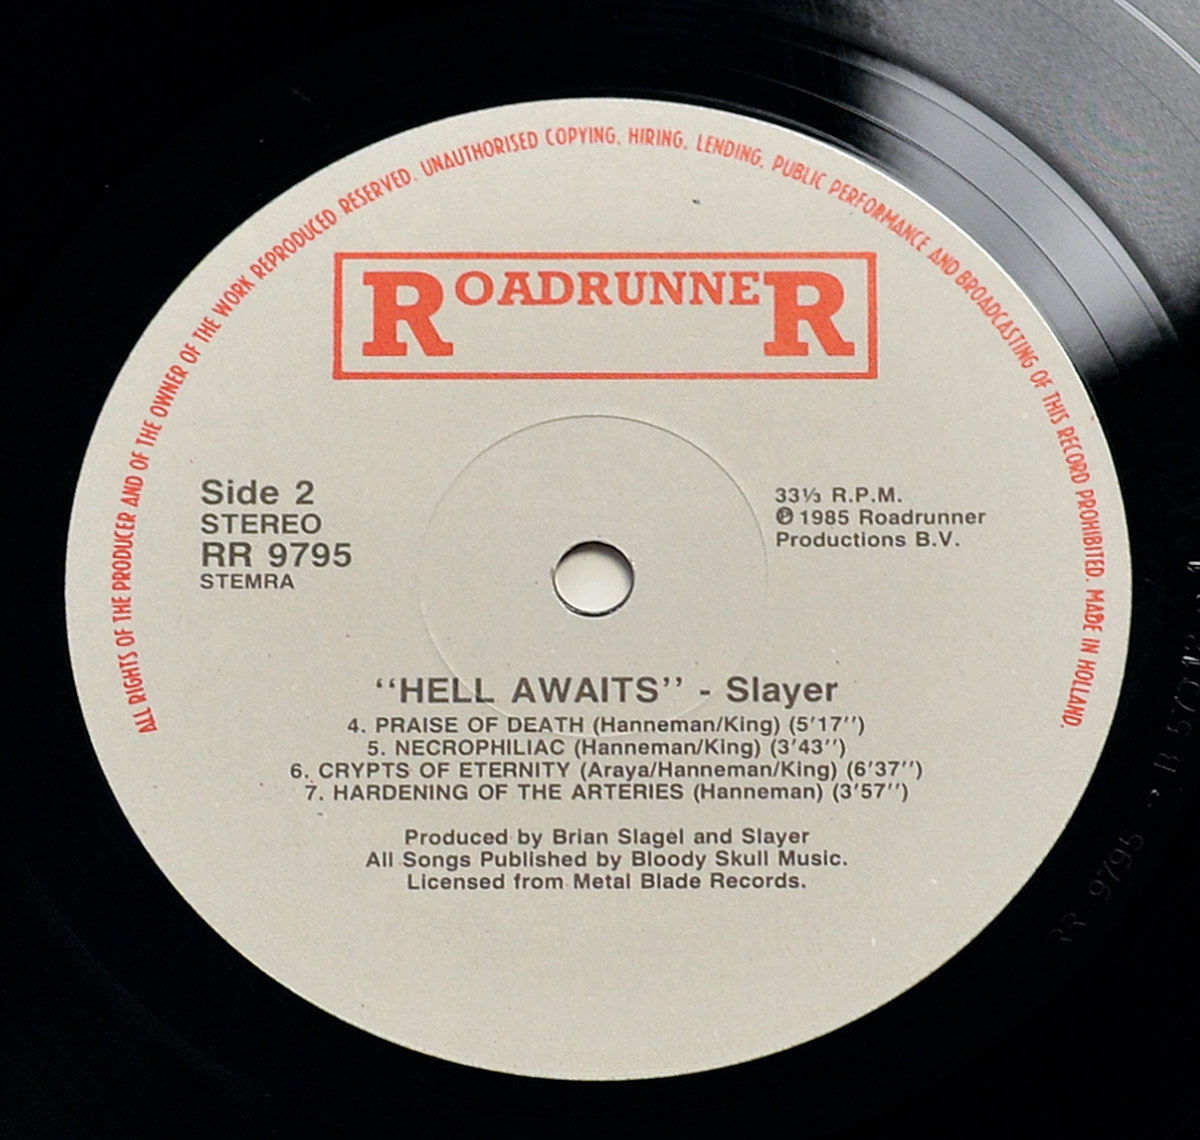 ALL RIGHTS OF THE PRODUCER AND OF THE OWNER OF THE WORK REPRODUCED RESERVED. UNAUTHORISED COPYING, HIRING, LENDING, PUBLIC PERFORMANCE AND BROADCASTING OF THIS RECORD PROHIBITED. MADE IN HOLLAND.
ROADRUNNER
Side 2
STEREO
RR 9795
STEMRA
33⅓ R.P.M.
℗ 1985 Roadrunner
Productions B.V.
"HELL AWAITS" - Slayer
4. PRAISE OF DEATH (Hanneman/King) (5'17'')
5. NECROPHILIAC (Hanneman/King) (3'43'')
6. CRYPTS OF ETERNITY (Araya/Hanneman/King) (6'37'')
7. HARDENING OF THE ARTERIES (Hanneman) (3'57'')
Produced by Brian Slagel and Slayer
All Songs Published by Bloody Skull Music.
Licensed from Metal Blade Records.
RR 9795